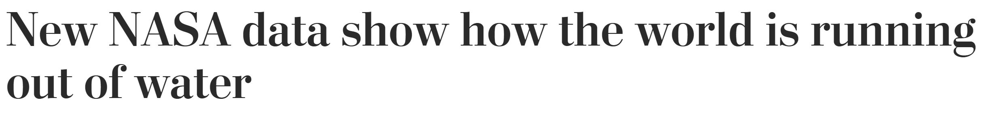 New NASA data show how the world is running
out of water